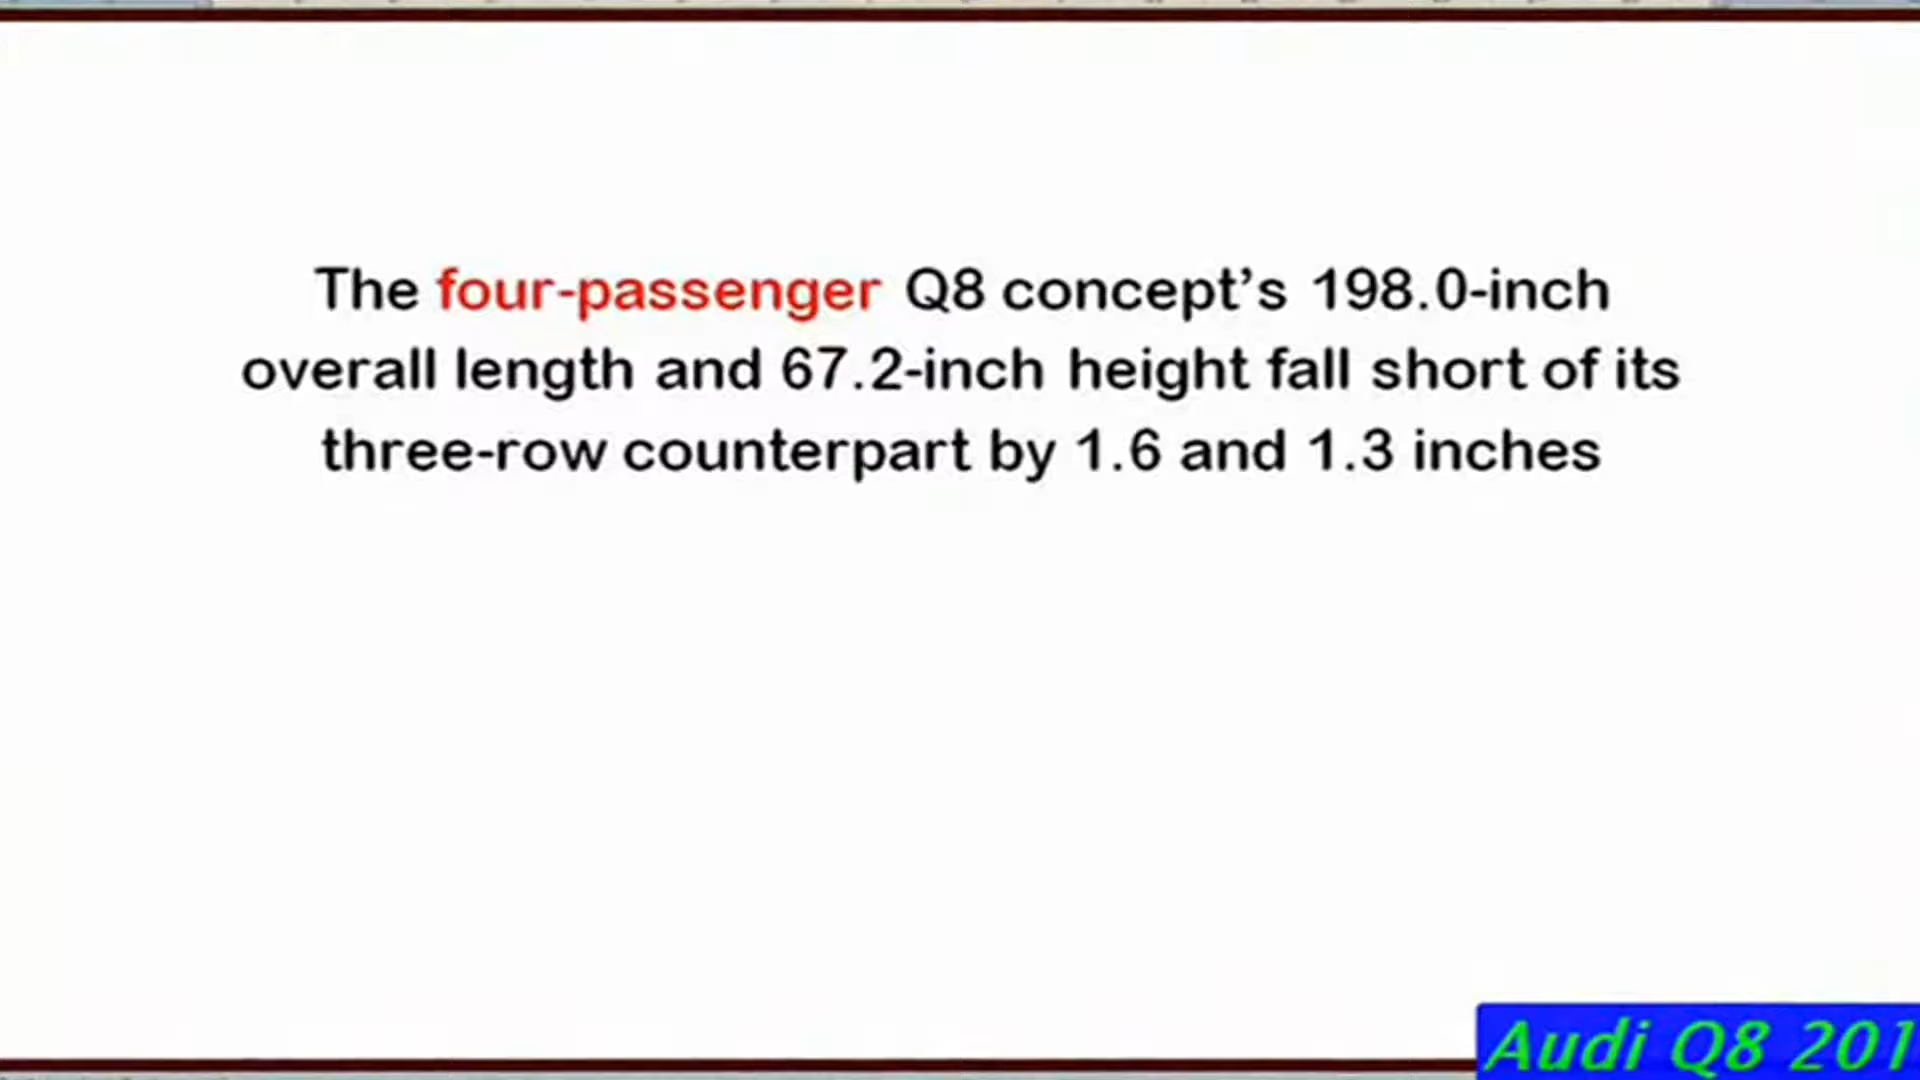 The four-passenger Q8 concept’s 198.0-inch
overall length and 67.2-inch height fall short of its
three-row counterpart by 1.6 and 1.3 inches
Audi Q8 201